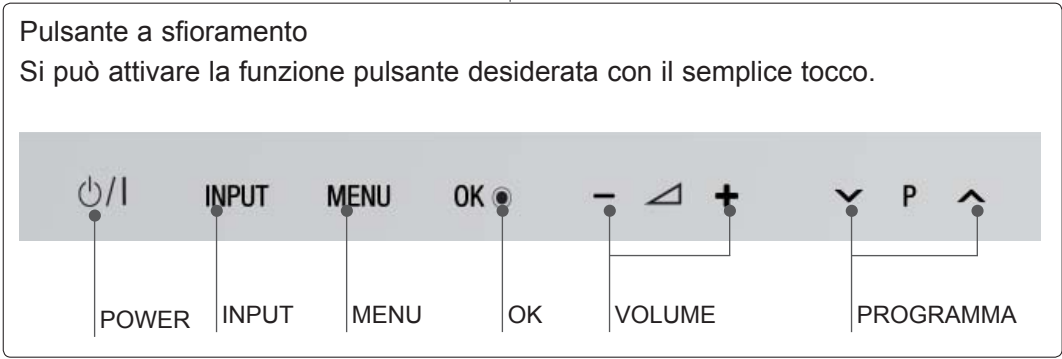 Pulsante a sfioramento
Si può attivare la funzione pulsante desiderata con il semplice tocco.
⏻/I INPUT MENU OK ◉ − ⊿ + ∨ P ∧
POWER INPUT MENU OK VOLUME PROGRAMMA